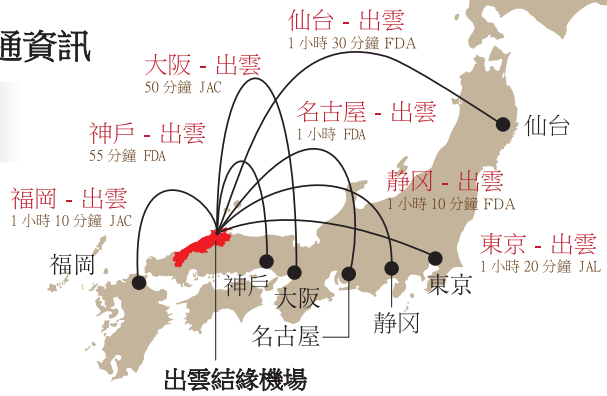 通資訊
仙台 - 出雲
1 小時 30 分鐘 FDA
大阪 - 出雲
50 分鐘 JAC
名古屋 - 出雲
1 小時 FDA
神戶 - 出雲
55 分鐘 FDA
静冈 - 出雲
1 小時 10 分鐘 FDA
福岡 - 出雲
1 小時 10 分鐘 JAC
東京 - 出雲
1 小時 20 分鐘 JAL
仙台
福岡
神戶
大阪
東京
名古屋
静冈
出雲結緣機場